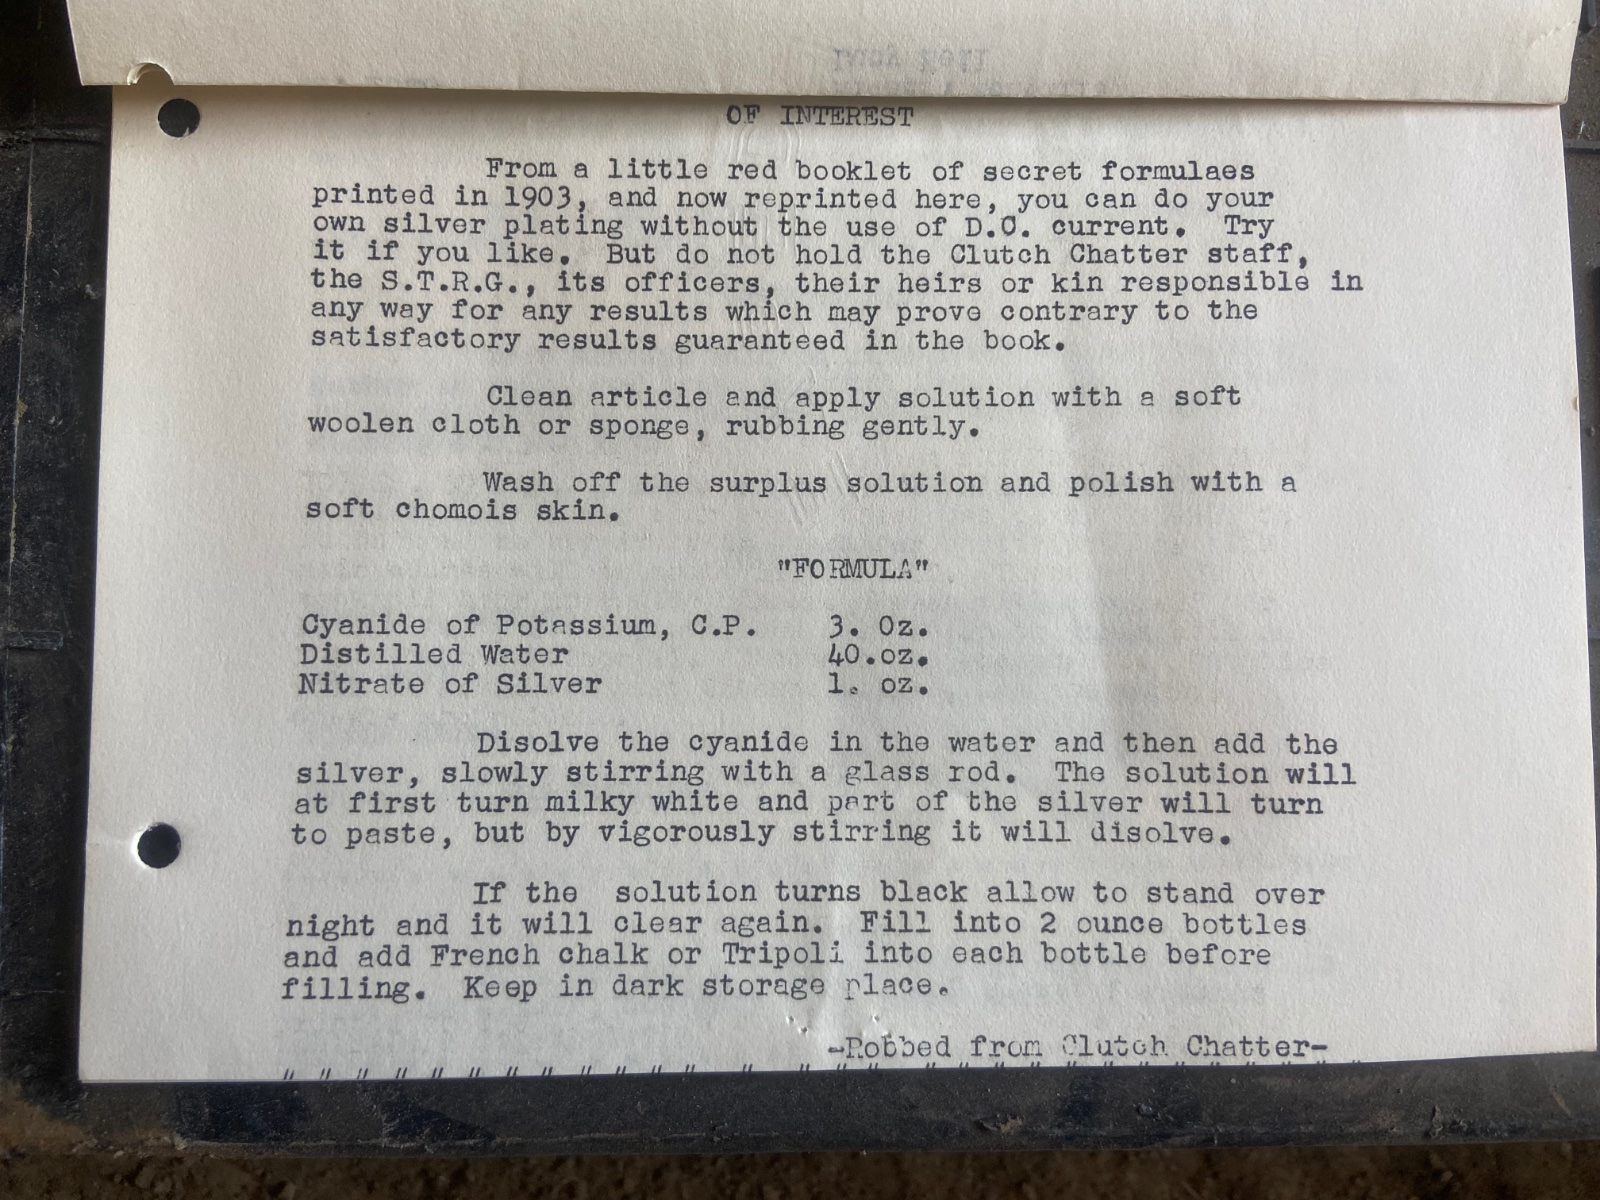 OF INTEREST
From a little red booklet of secret formulaes
printed in 1903, and now reprinted here, you can do your
own silver plating without the use of D.C. current. Try
it if you like. But do not hold the Clutch Chatter staff,
the S.T.R.G., its officers, their heirs or kin responsible in
any way for any results which may prove contrary to the
satisfactory results guaranteed in the book.
Clean article and apply solution with a soft
woolen cloth or sponge, rubbing gently.
Wash off the surplus solution and polish with a
soft chomois skin.
"FORMULA"
Cyanide of Potassium, C.P. 3. Oz.
Distilled Water 40.oz.
Nitrate of Silver 1. oz.
Disolve the cyanide in the water and then add the
silver, slowly stirring with a glass rod. The solution will
at first turn milky white and part of the silver will turn
to paste, but by vigorously stirring it will disolve.
If the solution turns black allow to stand over
night and it will clear again. Fill into 2 ounce bottles
and add French chalk or Tripoli into each bottle before
filling. Keep in dark storage place.
-Robbed from Clutch Chatter-